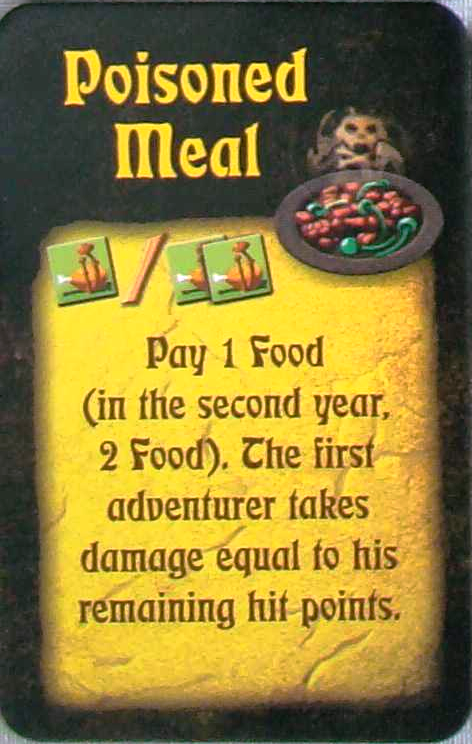 Poisoned
Meal
Pay 1 Food
(in the second year,
2 Food). The first
adventurer takes
damage equal to his
remaining hit points.